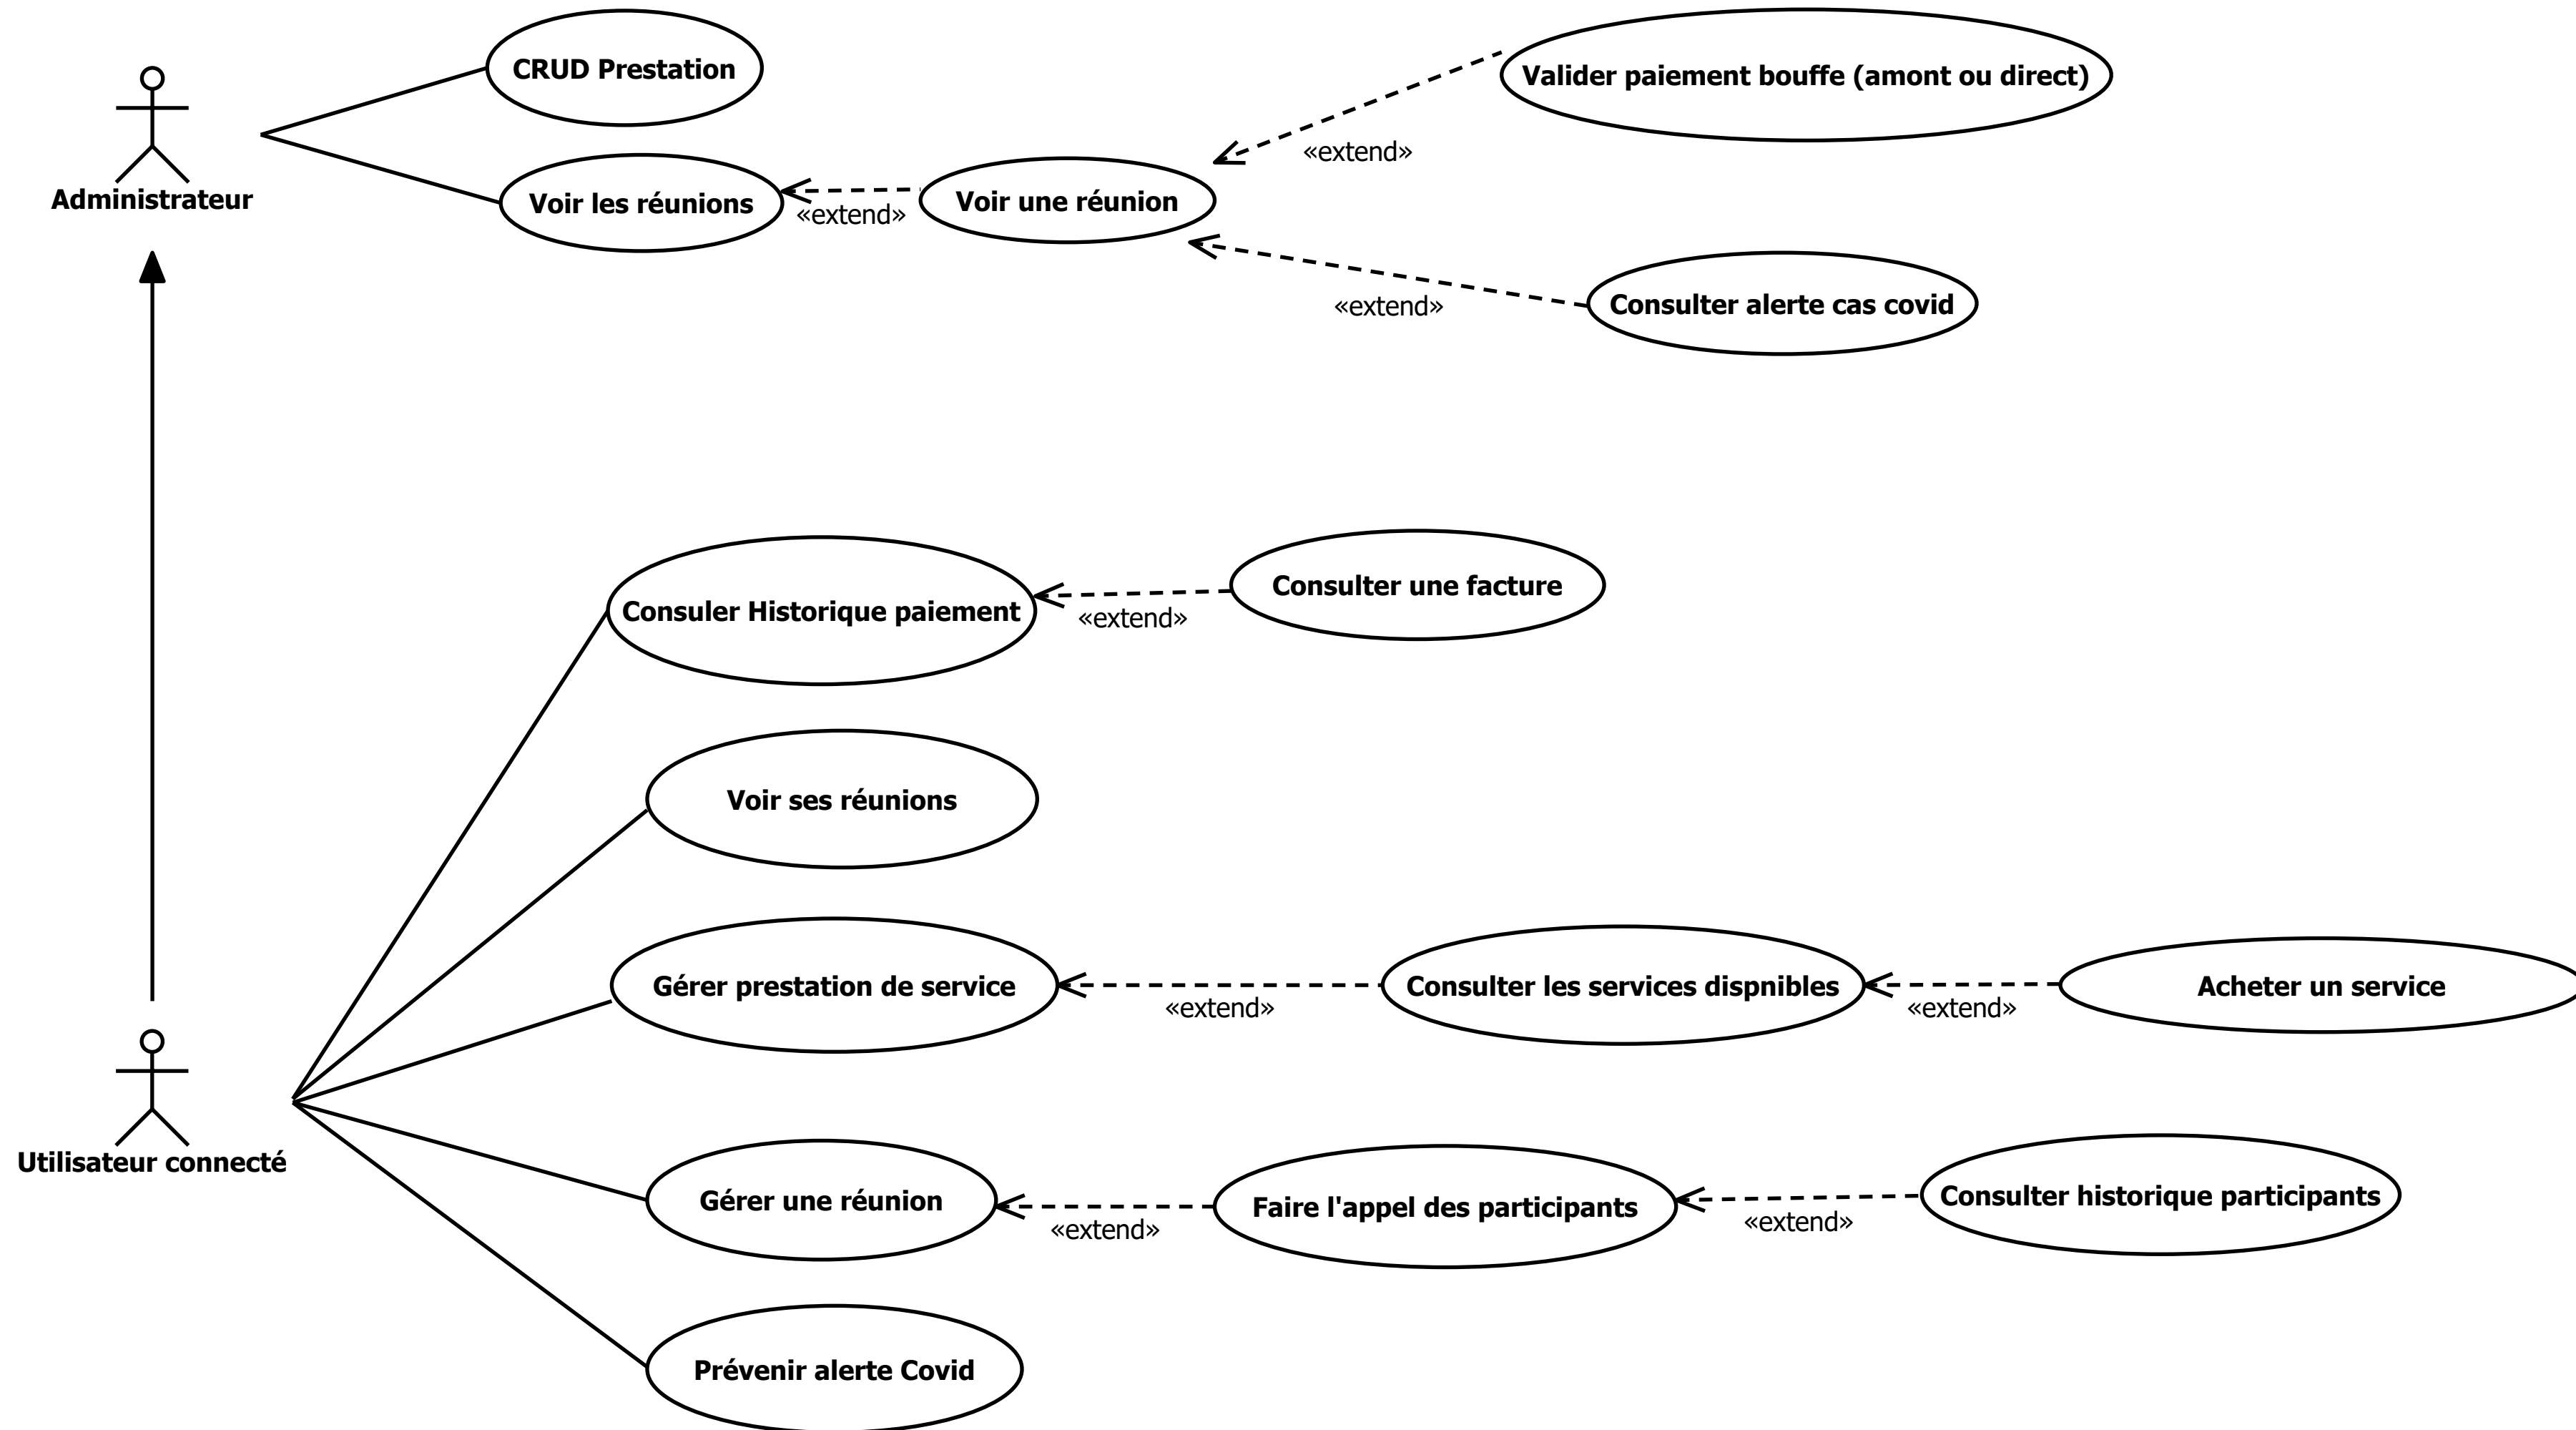 CRUD Prestation
Valider paiement bouffe (amont ou direct)
«extend»
Administrateur
Voir les réunions
«extend»
Voir une réunion
«extend»
Consulter alerte cas covid
Consuler Historique paiement
«extend»
Consulter une facture
Voir ses réunions
Gérer prestation de service
«extend»
Consulter les services dispnibles
«extend»
Acheter un service
Utilisateur connecté
Gérer une réunion
«extend»
Faire l'appel des participants
«extend»
Consulter historique participants
Prévenir alerte Covid